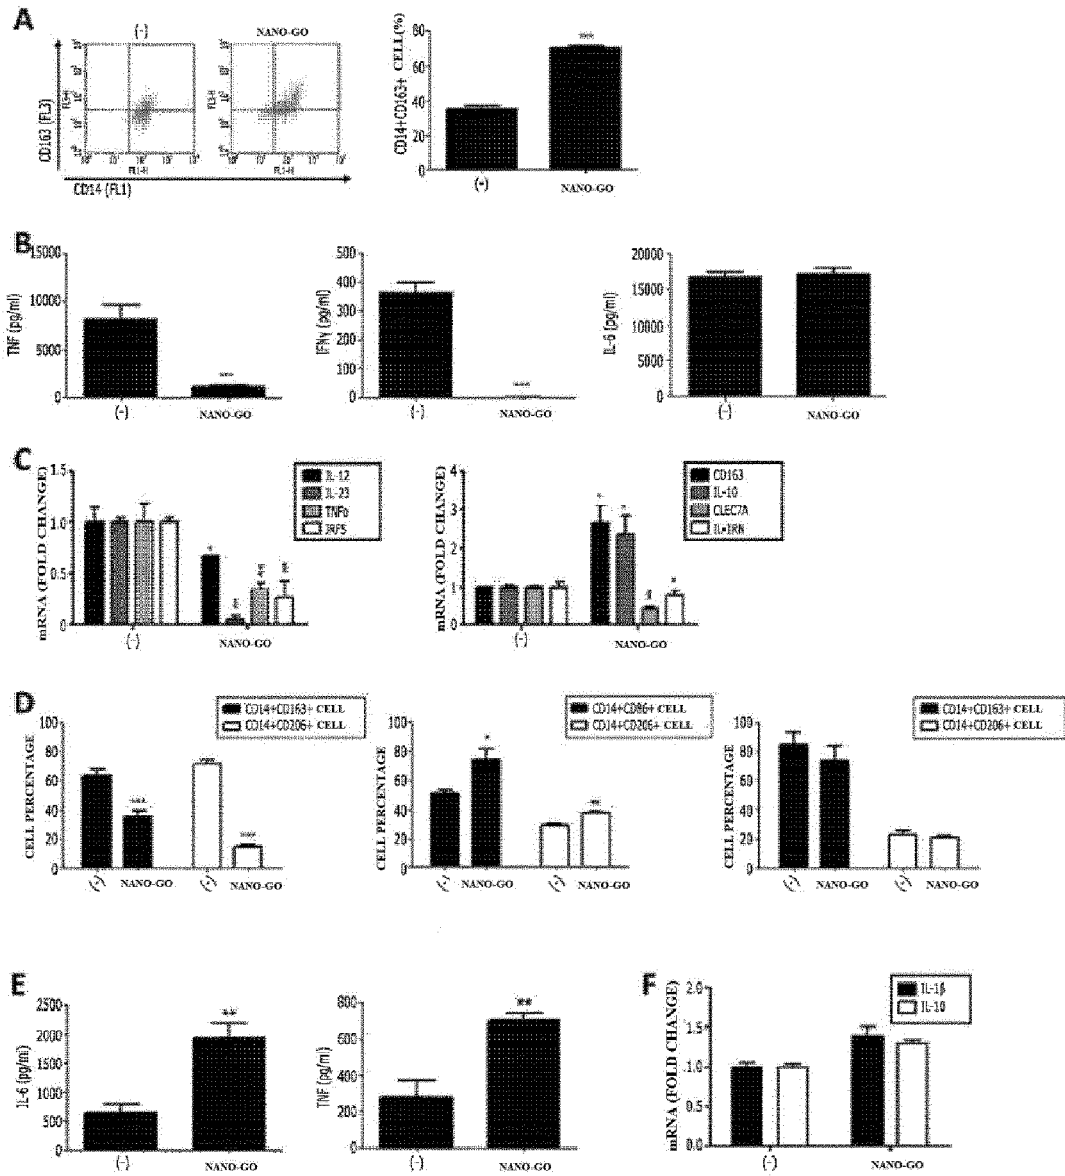 A
(-)
NANO-GO
CD163 (FL3)
FL1-H
FL1-H
CD14 (FL1)
CD14+CD163+ CELL(%)
80
60
40
20
0
(-)
NANO-GO
B
TNF (pg/ml)
15000
10000
5000
0
(-)
NANO-GO
IFNγ (pg/ml)
500
400
300
200
100
0
(-)
NANO-GO
IL-6 (pg/ml)
20000
15000
10000
5000
0
(-)
NANO-GO
C
mRNA (FOLD CHANGE)
1.5
1.0
0.5
0
(-)
NANO-GO
IL-12
IL-23
TNFα
IRF5
mRNA (FOLD CHANGE)
4
3
2
1
0
(-)
NANO-GO
CD163
IL-10
CLEC7A
IL-1RN
D
CD14+CD163+ CELL
CD14+CD206+ CELL
CELL PERCENTAGE
100
80
60
40
20
0
(-)
NANO-GO
(-)
NANO-GO
CD14+CD86+ CELL
CD14+CD206+ CELL
CELL PERCENTAGE
100
80
60
40
20
0
(-)
NANO-GO
(-)
NANO-GO
CD14+CD163+ CELL
CD14+CD206+ CELL
CELL PERCENTAGE
100
80
60
40
20
0
(-)
NANO-GO
(-)
NANO-GO
E
IL-6 (pg/ml)
2500
2000
1500
1000
500
0
**
(-)
NANO-GO
TNF (pg/ml)
800
600
400
200
0
**
(-)
NANO-GO
F
mRNA (FOLD CHANGE)
2.0
1.5
1.0
0.5
0.0
(-)
NANO-GO
IL-1β
IL-10